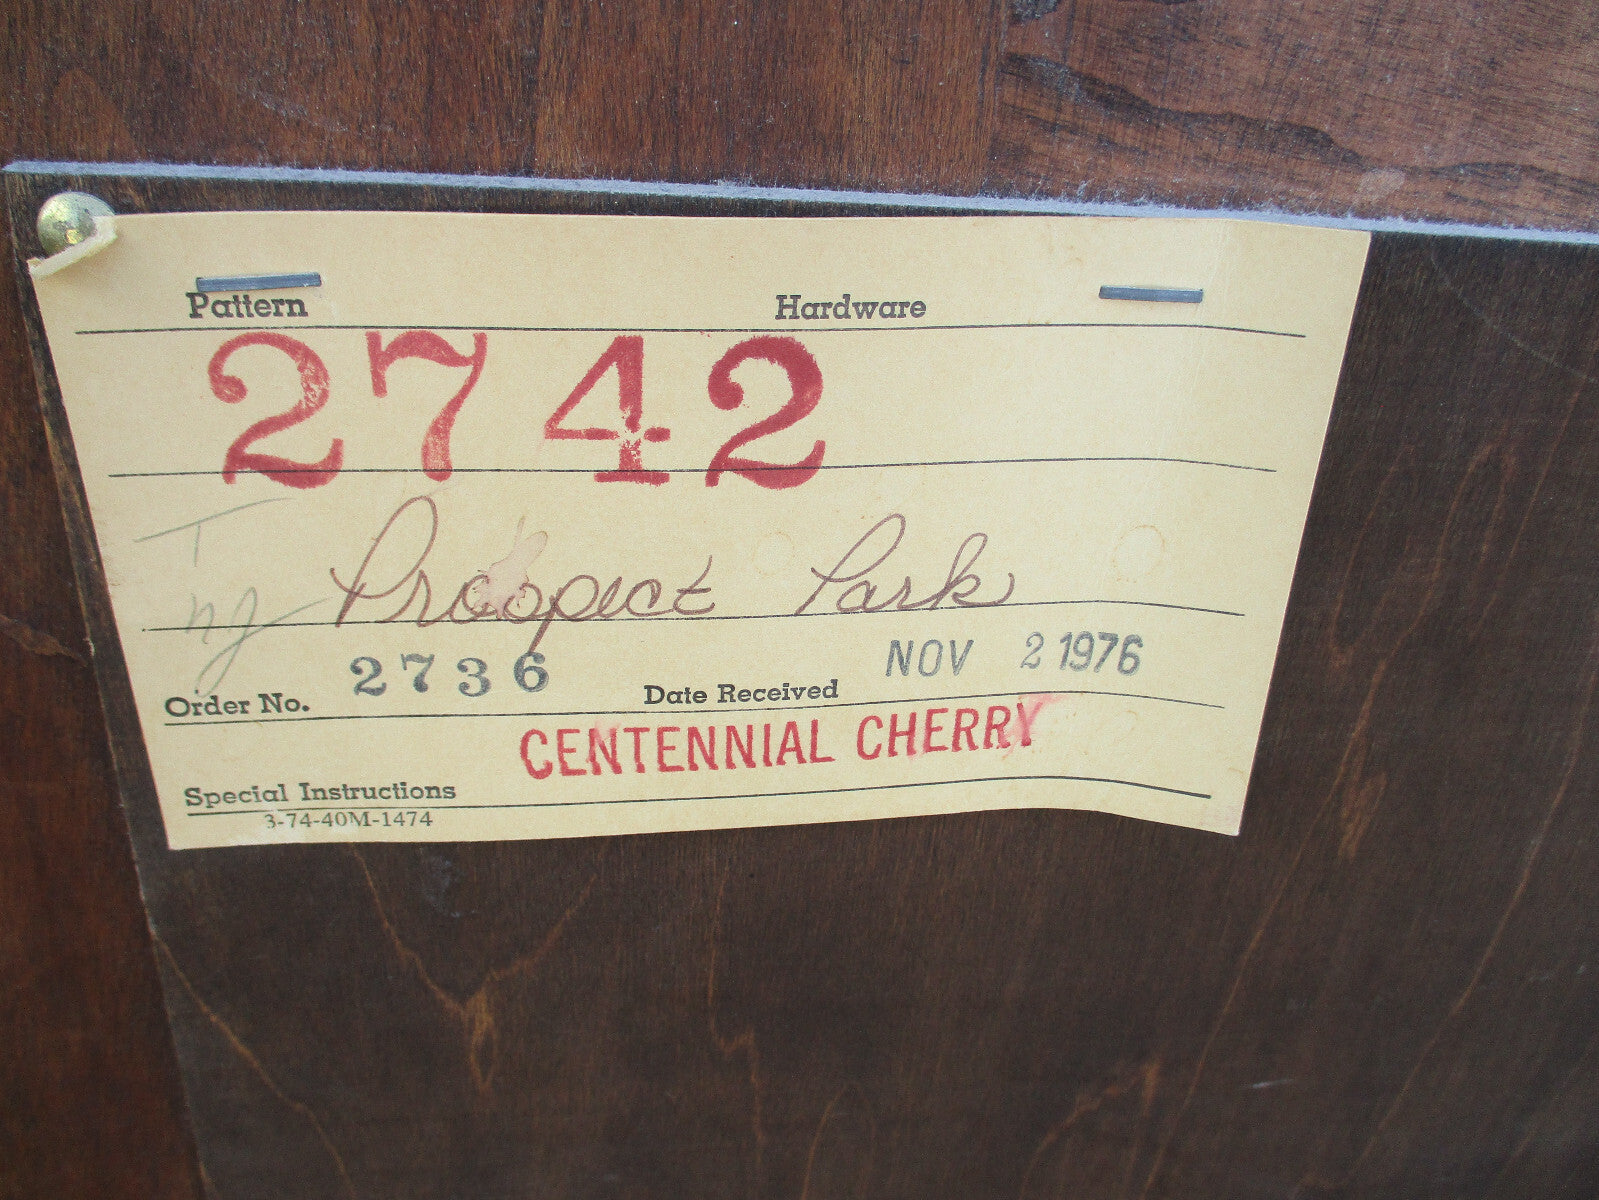 Pattern Hardware
2742
T Prospect Park
nJ
Order No. 2736 Date Received NOV 2 1976
CENTENNIAL CHERRY
Special Instructions
3-74-40M-1474